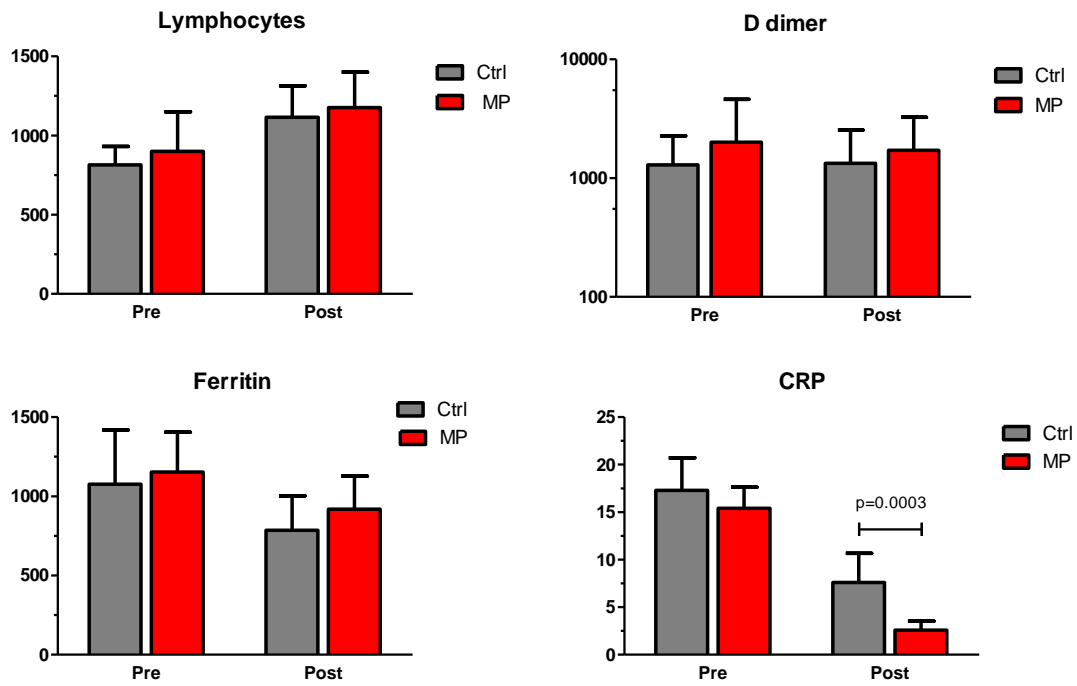 Lymphocytes
1500
1000
500
0
Pre
Post
Ctrl
MP
D dimer
10000
1000
100
Pre
Post
Ctrl
MP
Ferritin
1500
1000
500
0
Pre
Post
Ctrl
MP
CRP
25
20
15
10
5
0
p=0.0003
Pre
Post
Ctrl
MP